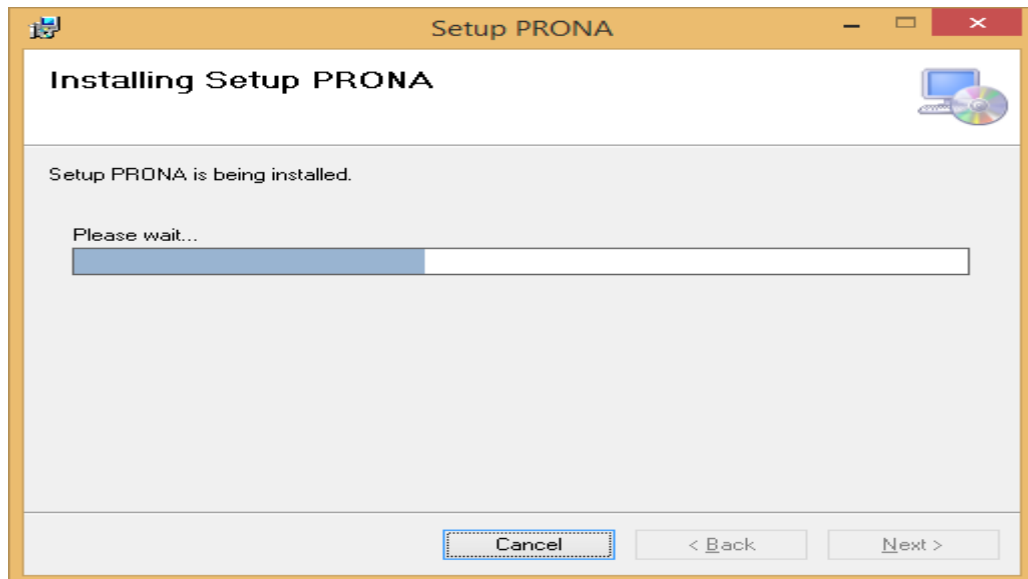 Setup PRONA
Installing Setup PRONA
Setup PRONA is being installed.
Please wait...
Cancel
< Back
Next >